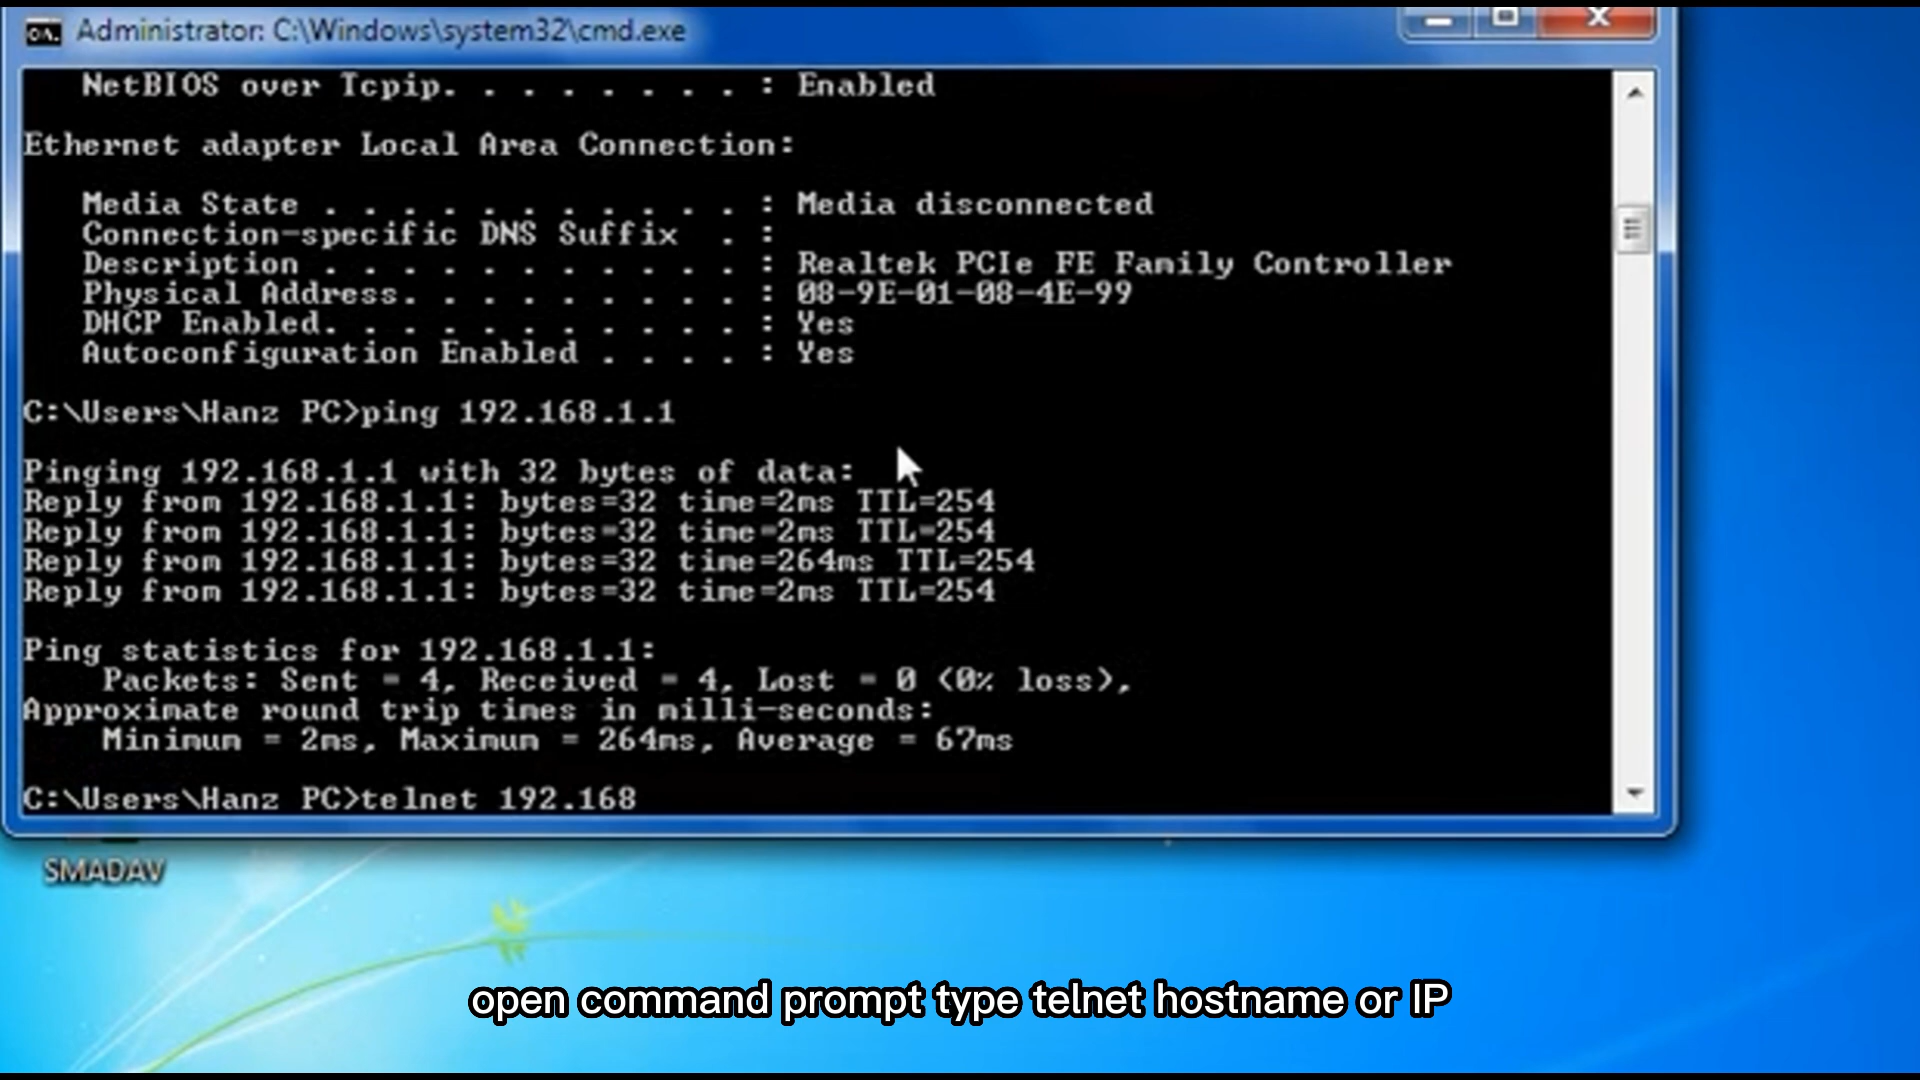 Administrator: C:\Windows\system32\cmd.exe
NetBIOS over Tcpip. . . . . . . . : Enabled
Ethernet adapter Local Area Connection:
Media State . . . . . . . . . . . : Media disconnected
Connection-specific DNS Suffix  . :
Description . . . . . . . . . . . : Realtek PCIe FE Family Controller
Physical Address. . . . . . . . . : 08-9E-01-08-4E-99
DHCP Enabled. . . . . . . . . . . : Yes
Autoconfiguration Enabled . . . . : Yes
C:\Users\Hanz PC>ping 192.168.1.1
Pinging 192.168.1.1 with 32 bytes of data:
Reply from 192.168.1.1: bytes=32 time=2ms TTL=254
Reply from 192.168.1.1: bytes=32 time=2ms TTL=254
Reply from 192.168.1.1: bytes=32 time=264ms TTL=254
Reply from 192.168.1.1: bytes=32 time=2ms TTL=254
Ping statistics for 192.168.1.1:
Packets: Sent = 4, Received = 4, Lost = 0 (0% loss),
Approximate round trip times in milli-seconds:
Minimum = 2ms, Maximum = 264ms, Average = 67ms
C:\Users\Hanz PC>telnet 192.168
SMADAV
open command prompt type telnet hostname or IP